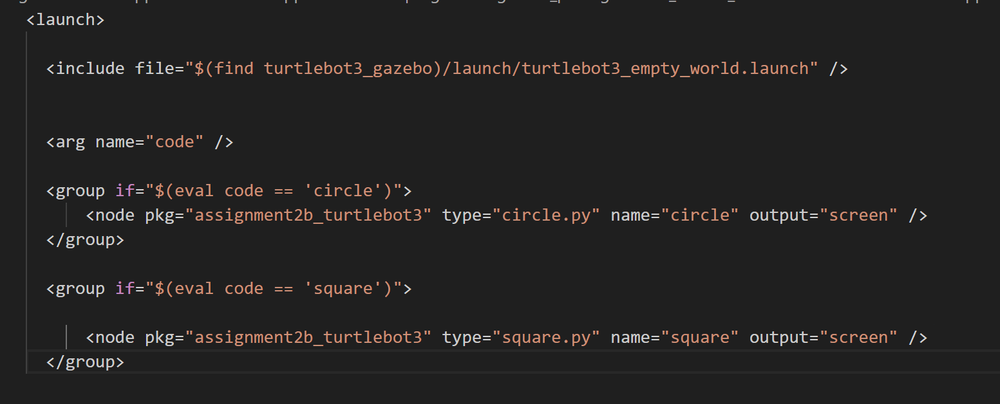 <launch>
<include file="$(find turtlebot3_gazebo)/launch/turtlebot3_empty_world.launch" />
<arg name="code" />
<group if="$(eval code == 'circle')">
<node pkg="assignment2b_turtlebot3" type="circle.py" name="circle" output="screen" />
</group>
<group if="$(eval code == 'square')">
<node pkg="assignment2b_turtlebot3" type="square.py" name="square" output="screen" />
</group>